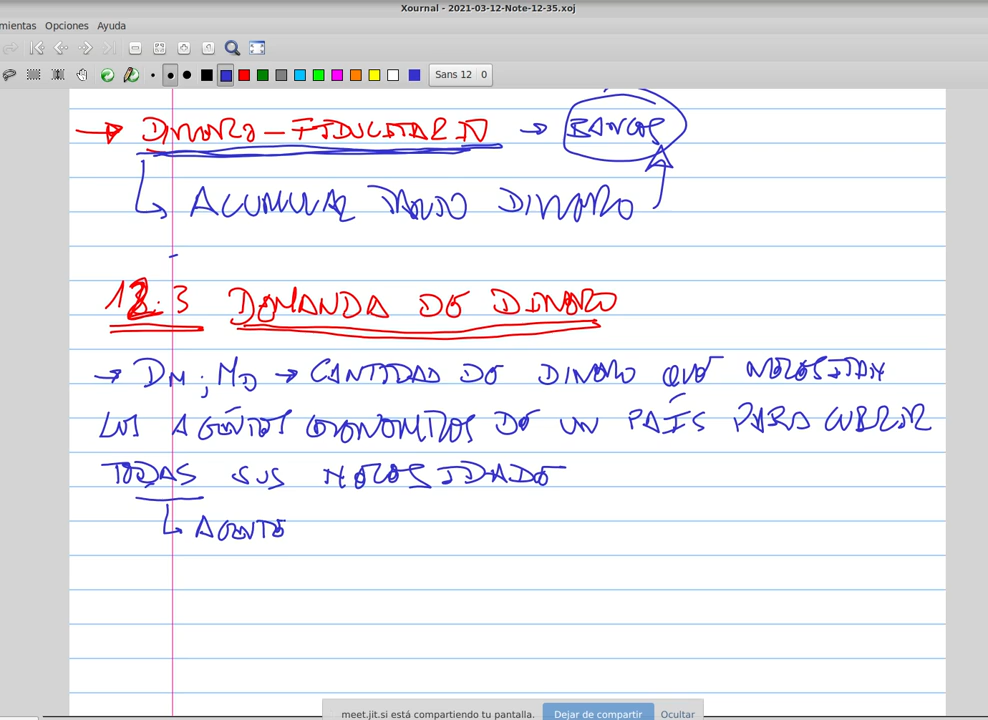 Xournal - 2021-03-12-Note-12-35.xoj
mientas Opciones Ayuda
Sans 12 0
→ DINERO - FIDUCIARIO → BANCOS
↳ ACUMULAR TANTO DINERO
12.3 DEMANDA DE DINERO
→ DM ; MD → CANTIDAD DE DINERO QUE NECESITAN
LOS AGENTES ECONOMICOS DE UN PAÍS PARA CUBRIR
TODAS SUS NECESIDADES
↳ AGENTE
meet.jit.si está compartiendo tu pantalla. Dejar de compartir Ocultar